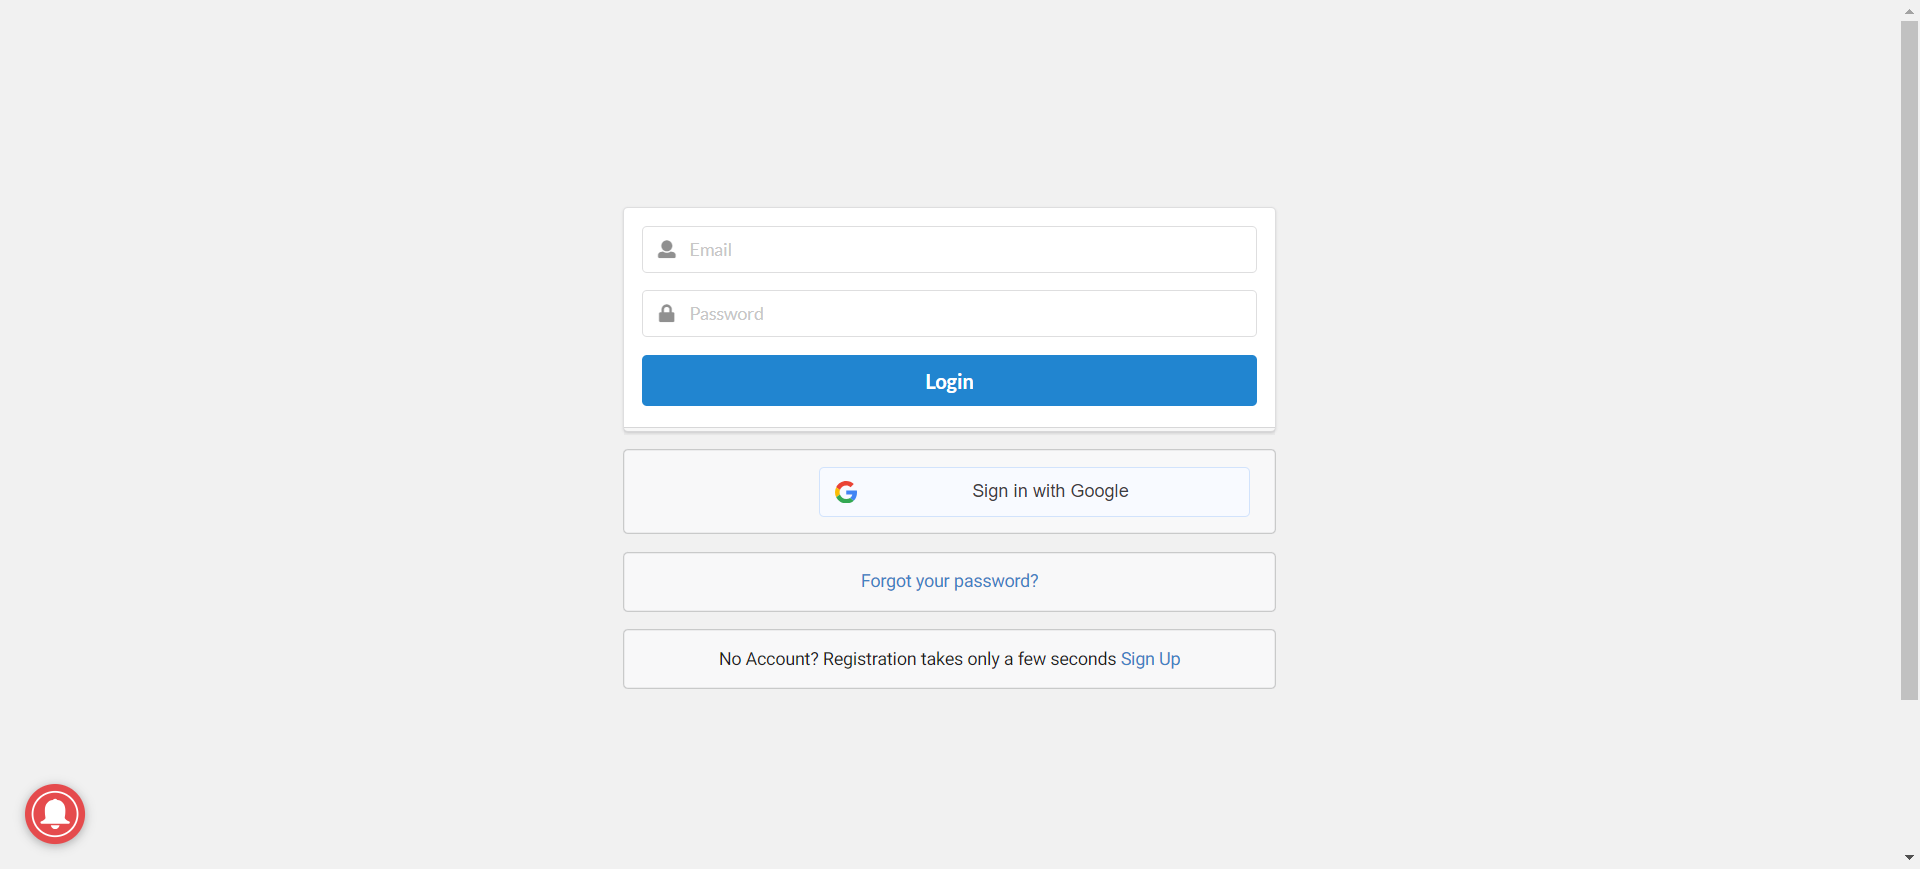 Email
Password
Login
Sign in with Google
Forgot your password?
No Account? Registration takes only a few seconds Sign Up